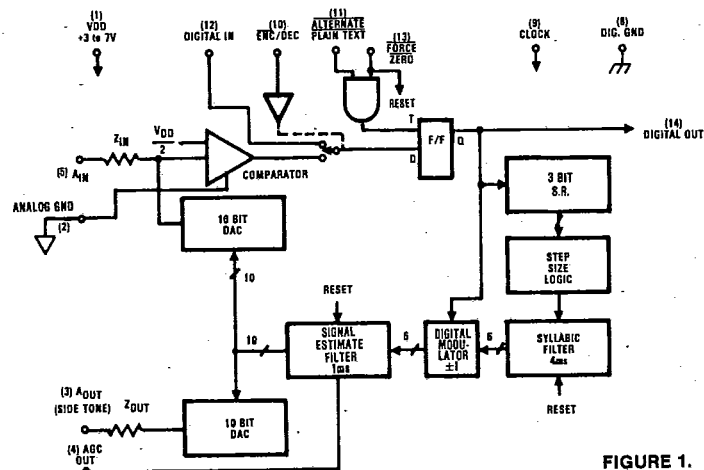 (1)
VDD
+3 to 7V
(12)
DIGITAL IN
(10)
ENC/DEC
(11)
ALTERNATE
PLAIN TEXT
(13)
FORCE
ZERO
RESET
(9)
CLOCK
(8)
DIG. GND
(14)
DIGITAL OUT
T
F/F
Q
D
ZIN
VDD
2
(5) AIN
COMPARATOR
ANALOG GND
(2)
10 BIT
DAC
10
3 BIT
S.R.
STEP
SIZE
LOGIC
RESET
10
SIGNAL
ESTIMATE
FILTER
1ms
6
DIGITAL
MODU-
LATOR
±1
6
SYLLABIC
FILTER
4ms
RESET
(3) AOUT
(SIDE TONE)
ZOUT
10 BIT
DAC
(4) AGC
OUT
FIGURE 1.